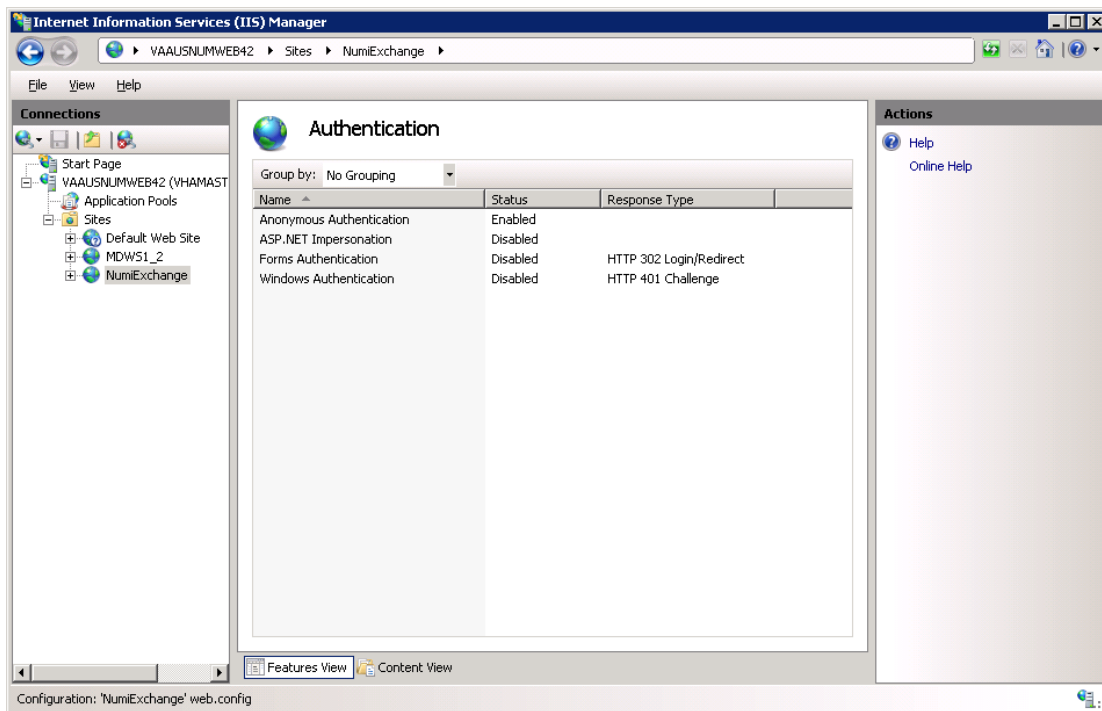 Internet Information Services (IIS) Manager
VAAUSNUMWEB42 Sites NumiExchange
File View Help
Connections
Start Page
VAAUSNUMWEB42 (VHAMAST
Application Pools
Sites
Default Web Site
MDWS1_2
NumiExchange
Authentication
Group by: No Grouping
Name Status Response Type
Anonymous Authentication Enabled
ASP.NET Impersonation Disabled
Forms Authentication Disabled HTTP 302 Login/Redirect
Windows Authentication Disabled HTTP 401 Challenge
Features View Content View
Actions
Help
Online Help
Configuration: 'NumiExchange' web.config